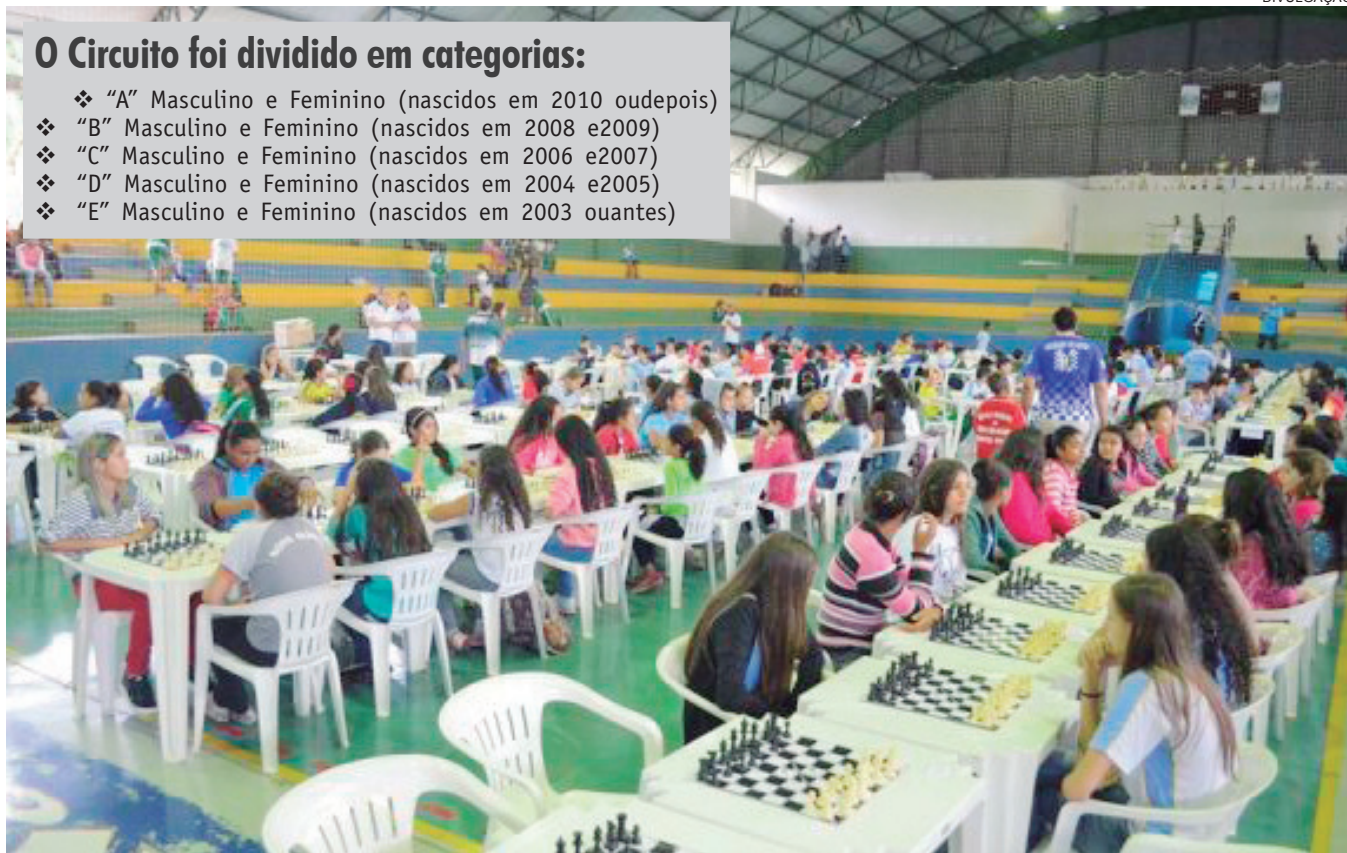 DIVULGAÇÃO
O Circuito foi dividido em categorias:
❖ "A" Masculino e Feminino (nascidos em 2010 oudepois)
❖ "B" Masculino e Feminino (nascidos em 2008 e2009)
❖ "C" Masculino e Feminino (nascidos em 2006 e2007)
❖ "D" Masculino e Feminino (nascidos em 2004 e2005)
❖ "E" Masculino e Feminino (nascidos em 2003 ouantes)